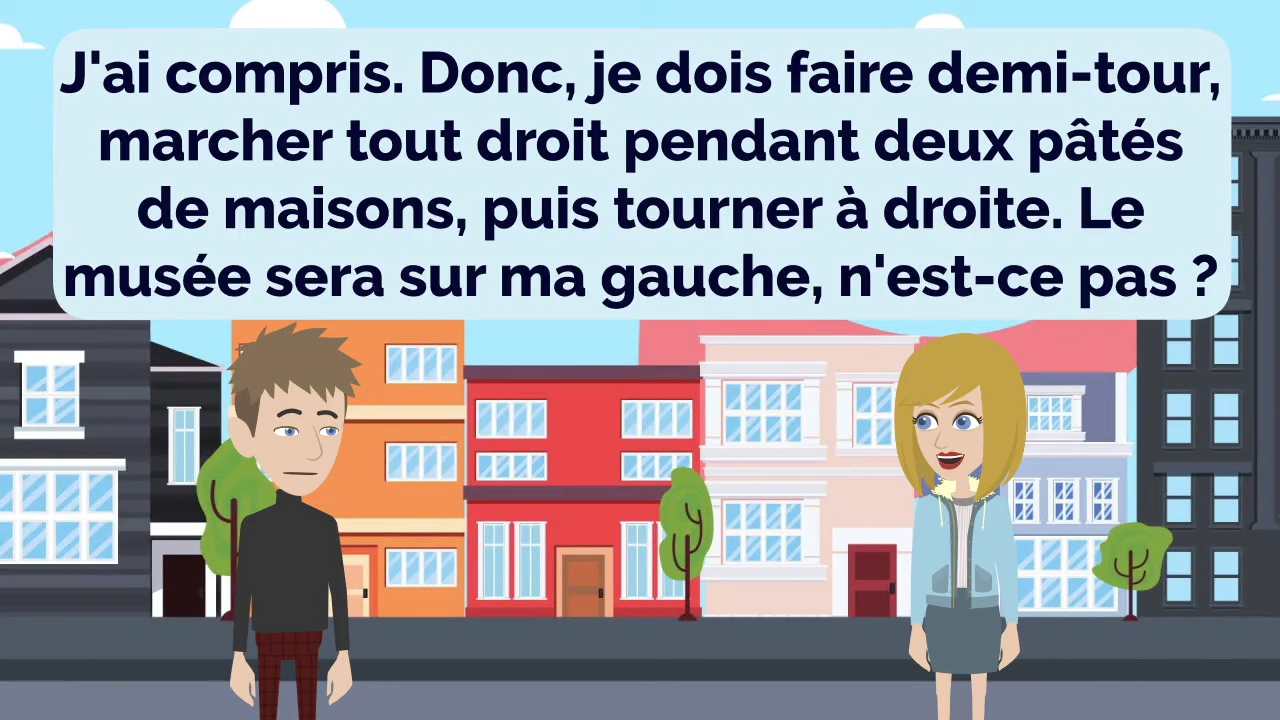 J'ai compris. Donc, je dois faire demi-tour,
marcher tout droit pendant deux pâtés
de maisons, puis tourner à droite. Le
musée sera sur ma gauche, n'est-ce pas ?